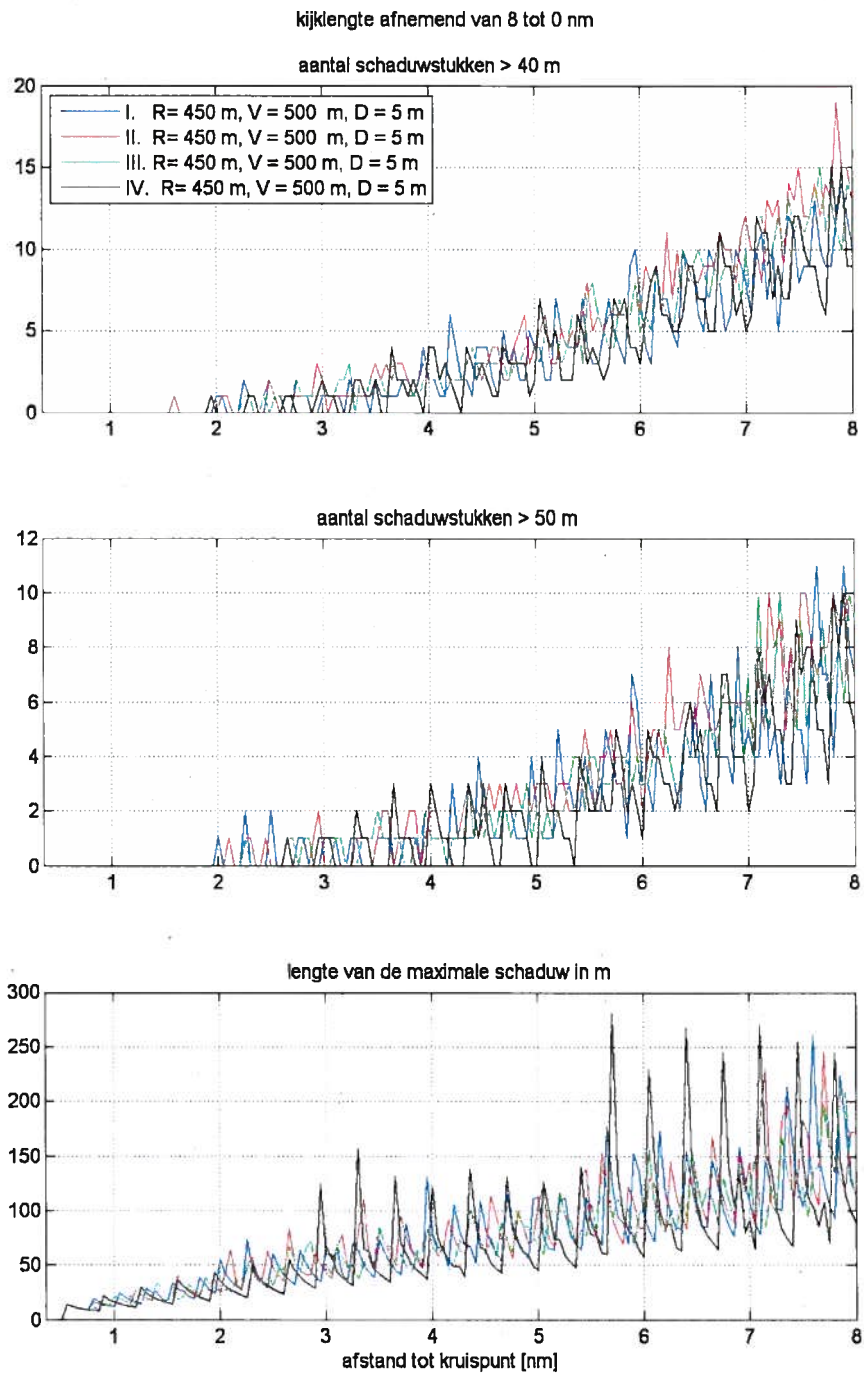 kijklengte afnemend van 8 tot 0 nm
aantal schaduwstukken > 40 m
20
15
10
5
0
I. R= 450 m, V = 500 m, D = 5 m
II. R= 450 m, V = 500 m, D = 5 m
III. R= 450 m, V = 500 m, D = 5 m
IV. R= 450 m, V = 500 m, D = 5 m
1 2 3 4 5 6 7 8
aantal schaduwstukken > 50 m
12
10
8
6
4
2
0
1 2 3 4 5 6 7 8
lengte van de maximale schaduw in m
300
250
200
150
100
50
0
1 2 3 4 5 6 7 8
afstand tot kruispunt [nm]